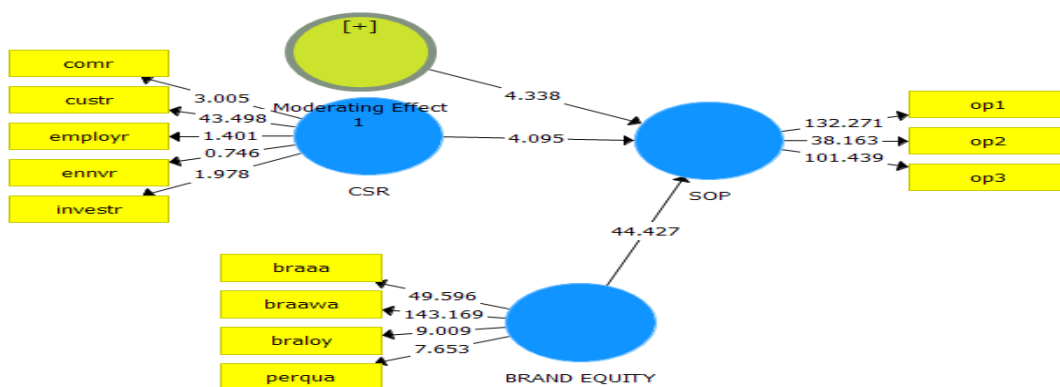 [+]
comr
custr
employr
ennvr
investr
3.005
43.498
1.401
0.746
1.978
Moderating Effect
1
CSR
4.338
4.095
SOP
132.271
38.163
101.439
op1
op2
op3
44.427
braaa
braawa
braloy
perqua
49.596
143.169
9.009
7.653
BRAND EQUITY